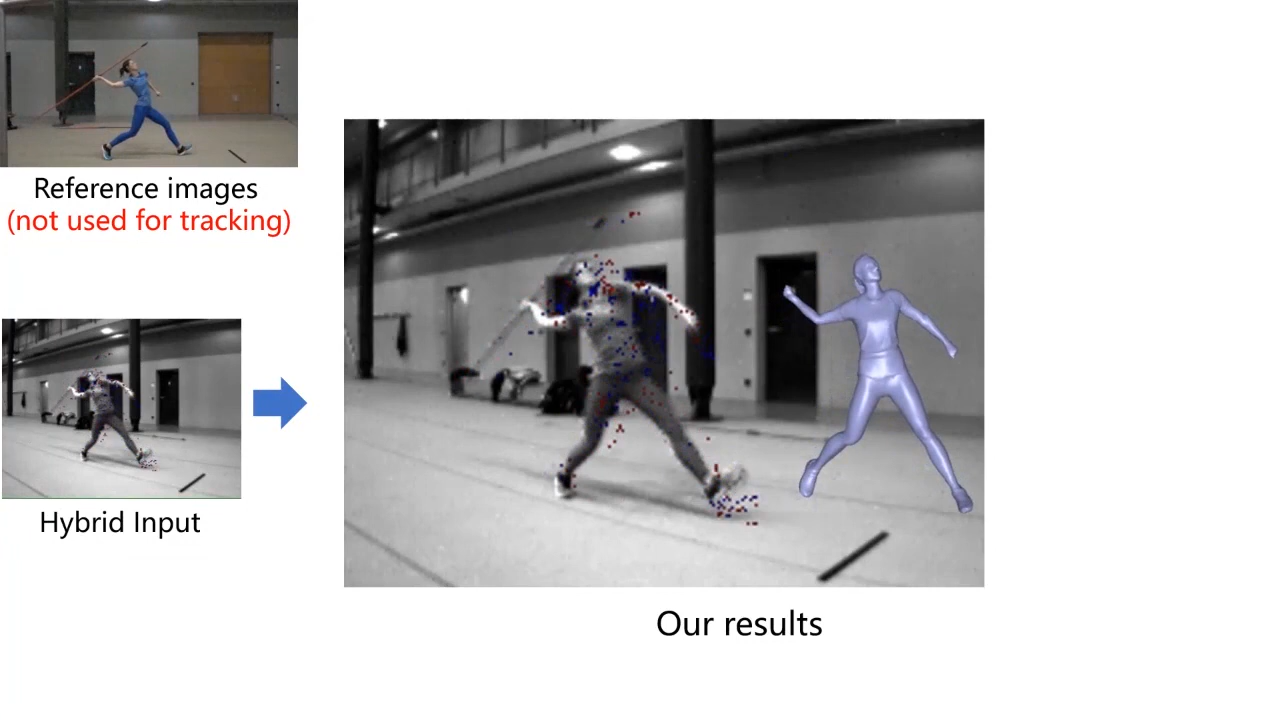 Reference images
(not used for tracking)
Hybrid Input
Our results